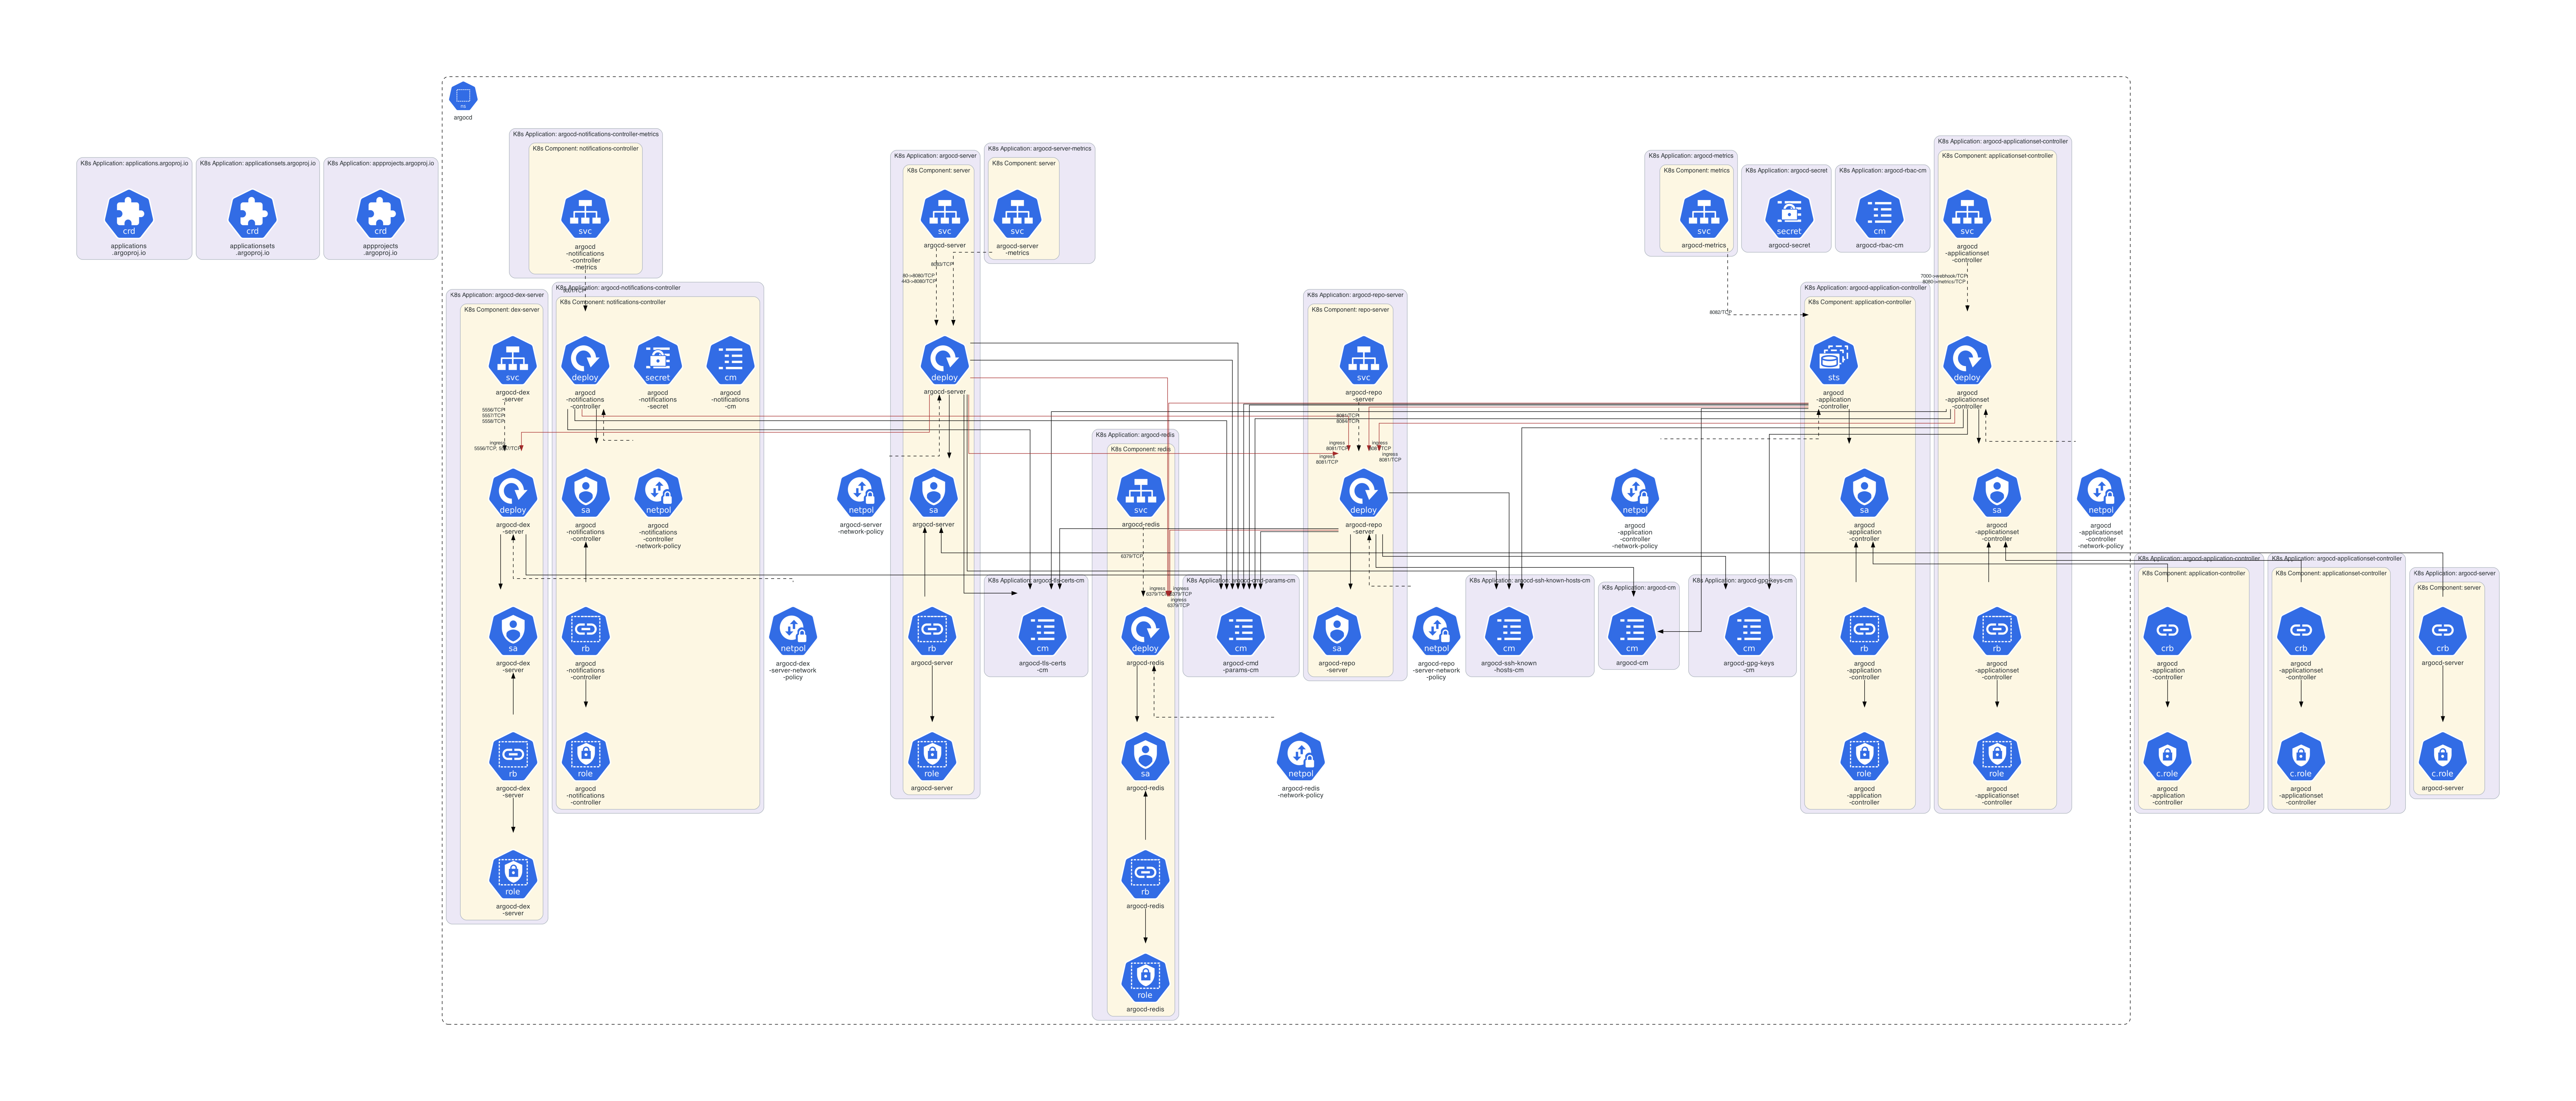 ns
argocd
K8s Application: applications.argoproj.io
crd
applications
.argoproj.io
K8s Application: applicationsets.argoproj.io
crd
applicationsets
.argoproj.io
K8s Application: appprojects.argoproj.io
crd
appprojects
.argoproj.io
K8s Application: argocd-notifications-controller-metrics
K8s Component: notifications-controller
svc
argocd
-notifications
-controller
-metrics
K8s Application: argocd-server
K8s Component: server
svc
argocd-server
80->8080/TCP
443->8080/TCP
K8s Application: argocd-server-metrics
K8s Component: server
svc
argocd-server
-metrics
8083/TCP
K8s Application: argocd-metrics
K8s Component: metrics
svc
argocd-metrics
8082/TCP
K8s Application: argocd-secret
secret
argocd-secret
K8s Application: argocd-rbac-cm
cm
argocd-rbac-cm
K8s Application: argocd-applicationset-controller
K8s Component: applicationset-controller
svc
argocd
-applicationset
-controller
7000->webhook/TCP
8080->metrics/TCP
K8s Application: argocd-dex-server
K8s Component: dex-server
svc
argocd-dex
-server
5556/TCP
5557/TCP
5558/TCP
ingress
5556/TCP, 5557/TCP
K8s Application: argocd-notifications-controller
K8s Component: notifications-controller
deploy
argocd
-notifications
-controller
secret
argocd
-notifications
-secret
cm
argocd
-notifications
-cm
deploy
argocd-server
K8s Application: argocd-repo-server
K8s Component: repo-server
svc
argocd-repo
-server
8081/TCP
8084/TCP
ingress
8081/TCP
ingress
8081/TCP
ingress
ingress
8081/TCP
K8s Application: argocd-application-controller
K8s Component: application-controller
sts
argocd
-application
-controller
deploy
argocd
-applicationset
-controller
deploy
argocd-dex
-server
sa
argocd
-notifications
-controller
netpol
argocd
-notifications
-controller
-network-policy
netpol
argocd-server
-network-policy
sa
argocd-server
K8s Application: argocd-redis
K8s Component: redis
svc
argocd-redis
6379/TCP
ingress
6379/TCP
ingress
6379/TCP
ingress
6379/TCP
deploy
argocd-repo
-server
netpol
argocd
-application
-controller
-network-policy
sa
argocd
-application
-controller
sa
argocd
-applicationset
-controller
netpol
argocd
-applicationset
-controller
-network-policy
sa
argocd-dex
-server
rb
argocd
-notifications
-controller
netpol
argocd-dex
-server-network
-policy
rb
argocd-server
K8s Application: argocd-tls-certs-cm
cm
argocd-tls-certs
-cm
deploy
argocd-redis
K8s Application: argocd-cmd-params-cm
cm
argocd-cmd
-params-cm
sa
argocd-repo
-server
netpol
argocd-repo
-server-network
-policy
K8s Application: argocd-ssh-known-hosts-cm
cm
argocd-ssh-known
-hosts-cm
K8s Application: argocd-cm
cm
argocd-cm
K8s Application: argocd-gpg-keys-cm
cm
argocd-gpg-keys
-cm
rb
argocd
-application
-controller
rb
argocd
-applicationset
-controller
K8s Application: argocd-application-controller
K8s Component: application-controller
crb
argocd
-application
-controller
K8s Application: argocd-applicationset-controller
K8s Component: applicationset-controller
crb
argocd
-applicationset
-controller
K8s Application: argocd-server
K8s Component: server
crb
argocd-server
rb
argocd-dex
-server
role
argocd
-notifications
-controller
role
argocd-server
sa
argocd-redis
netpol
argocd-redis
-network-policy
role
argocd
-application
-controller
role
argocd
-applicationset
-controller
c.role
argocd
-application
-controller
c.role
argocd
-applicationset
-controller
c.role
argocd-server
role
argocd-dex
-server
rb
argocd-redis
role
argocd-redis